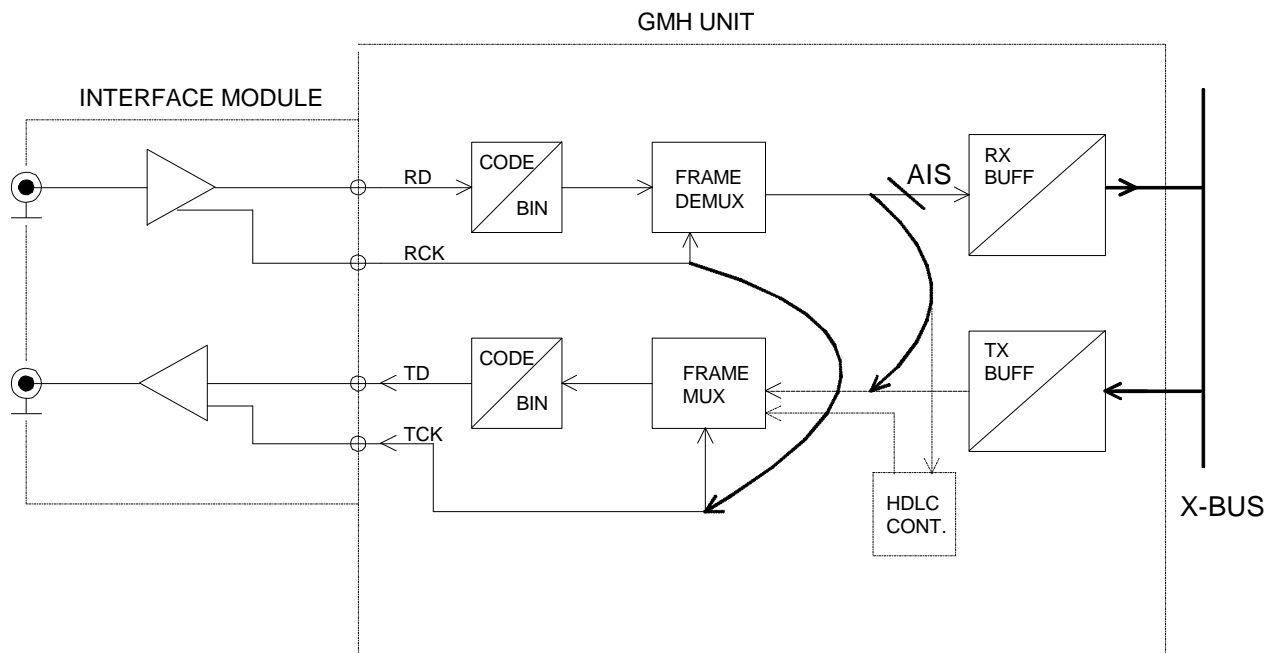 GMH UNIT
INTERFACE MODULE
RD
CODE
BIN
FRAME
DEMUX
AIS
RX
BUFF
RCK
TD
CODE
BIN
FRAME
MUX
TX
BUFF
TCK
HDLC
CONT.
X-BUS